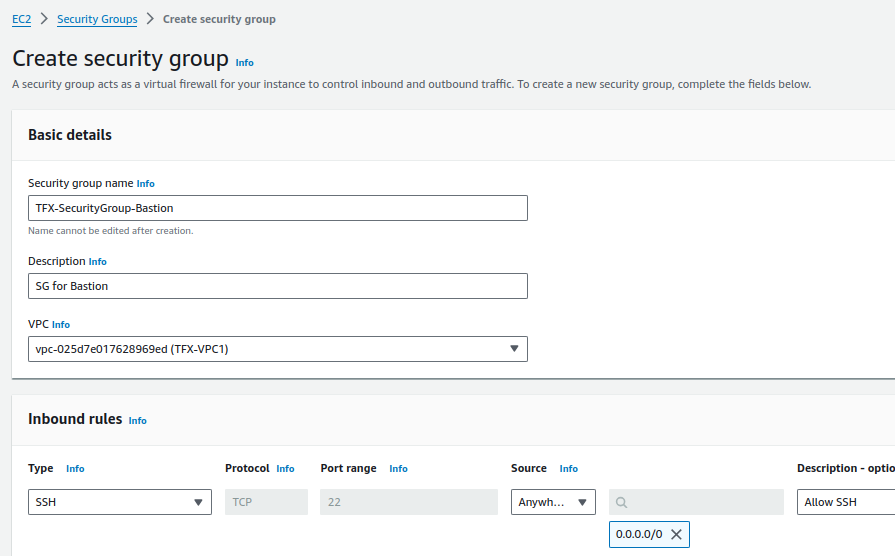 EC2 > Security Groups > Create security group
Create security group Info
A security group acts as a virtual firewall for your instance to control inbound and outbound traffic. To create a new security group, complete the fields below.
Basic details
Security group name Info
TFX-SecurityGroup-Bastion
Name cannot be edited after creation.
Description Info
SG for Bastion
VPC Info
vpc-025d7e017628969ed (TFX-VPC1)
Inbound rules Info
Type Info Protocol Info Port range Info Source Info Description - optio
SSH TCP 22 Anywh... Allow SSH
0.0.0.0/0